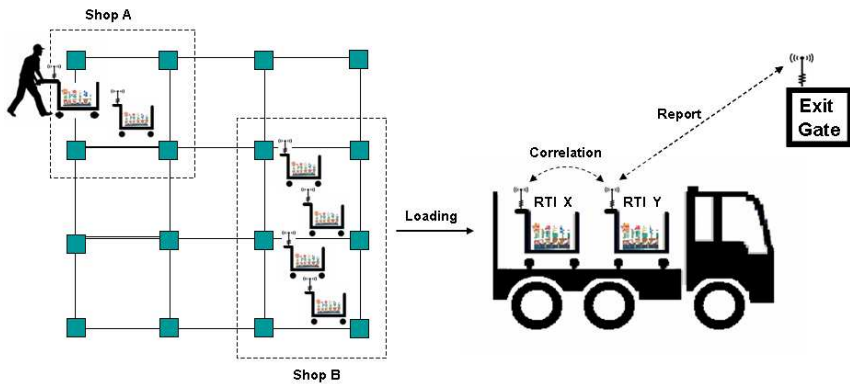 Shop A
Exit
Gate
Report
Correlation
RTI X
RTI Y
Loading
Shop B